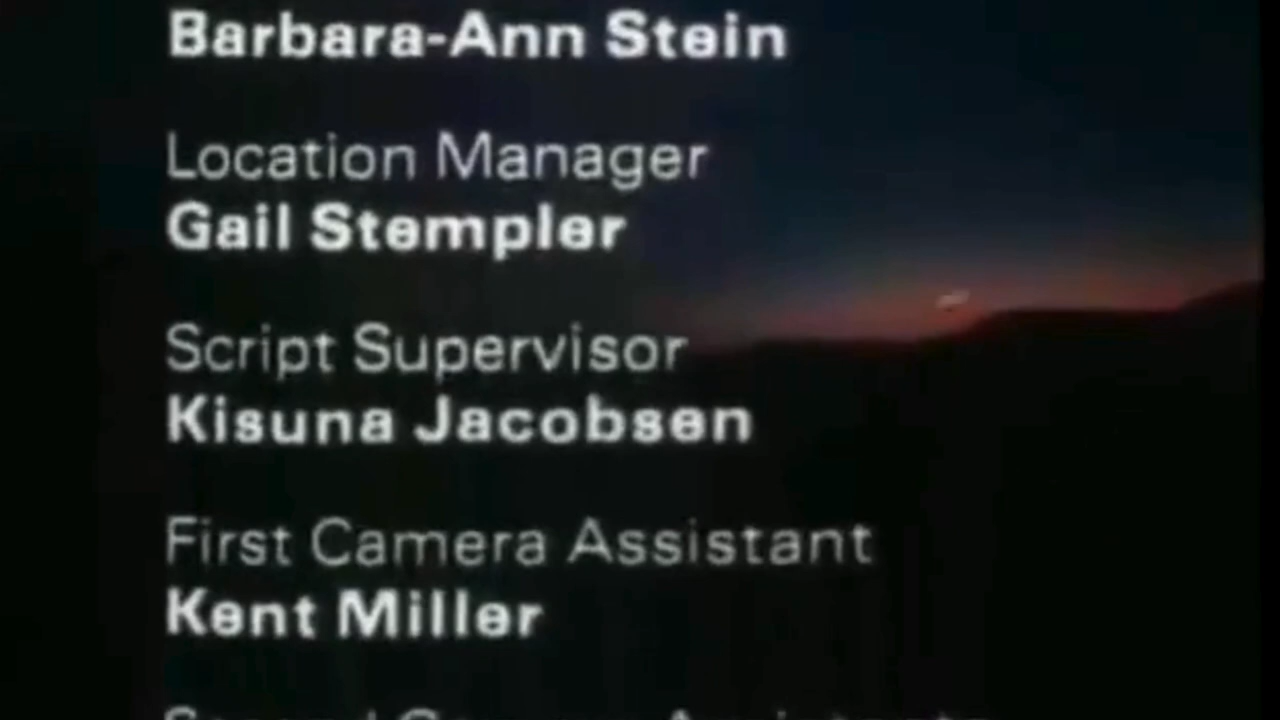 Barbara-Ann Stein
Location Manager
Gail Stempler
Script Supervisor
Kisuna Jacobsen
First Camera Assistant
Kent Miller